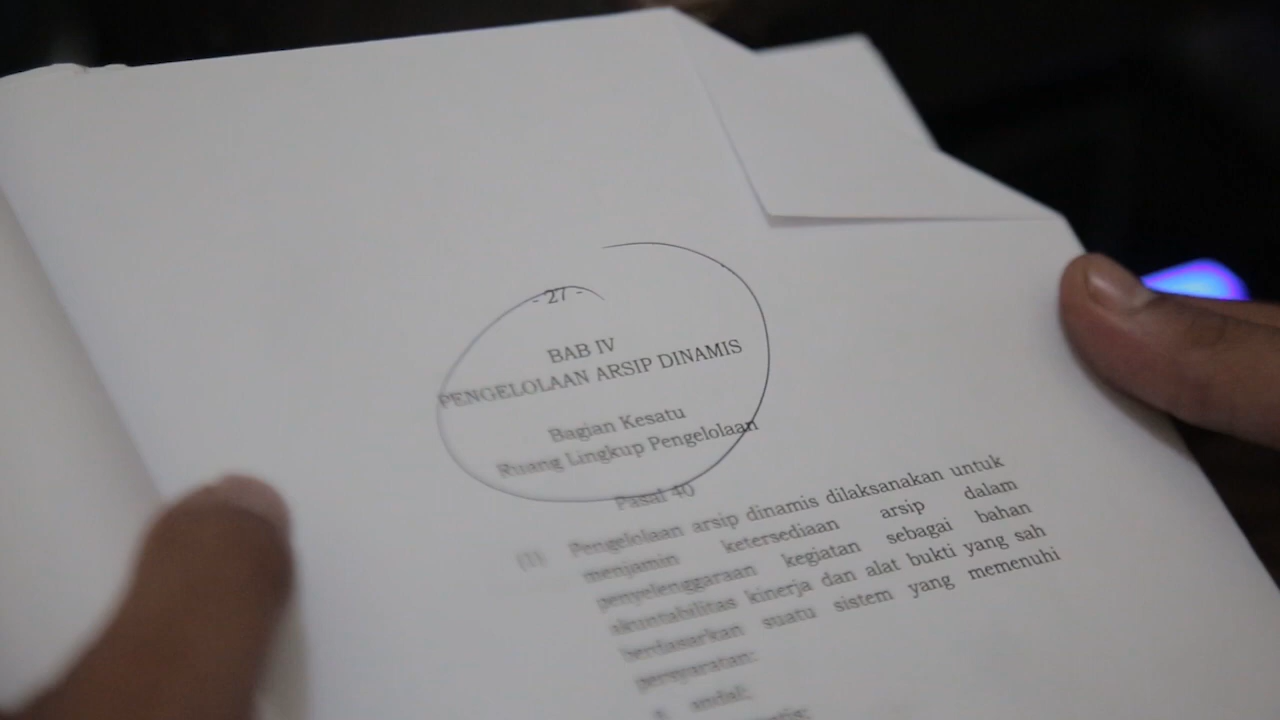 - 27 -
BAB IV
PENGELOLAAN ARSIP DINAMIS
Bagian Kesatu
Ruang Lingkup Pengelolaan
Pasal 40
(1) Pengelolaan arsip dinamis dilaksanakan untuk
menjamin ketersediaan arsip dalam
penyelenggaraan kegiatan sebagai bahan
akuntabilitas kinerja dan alat bukti yang sah
berdasarkan suatu sistem yang memenuhi
persyaratan:
andal;